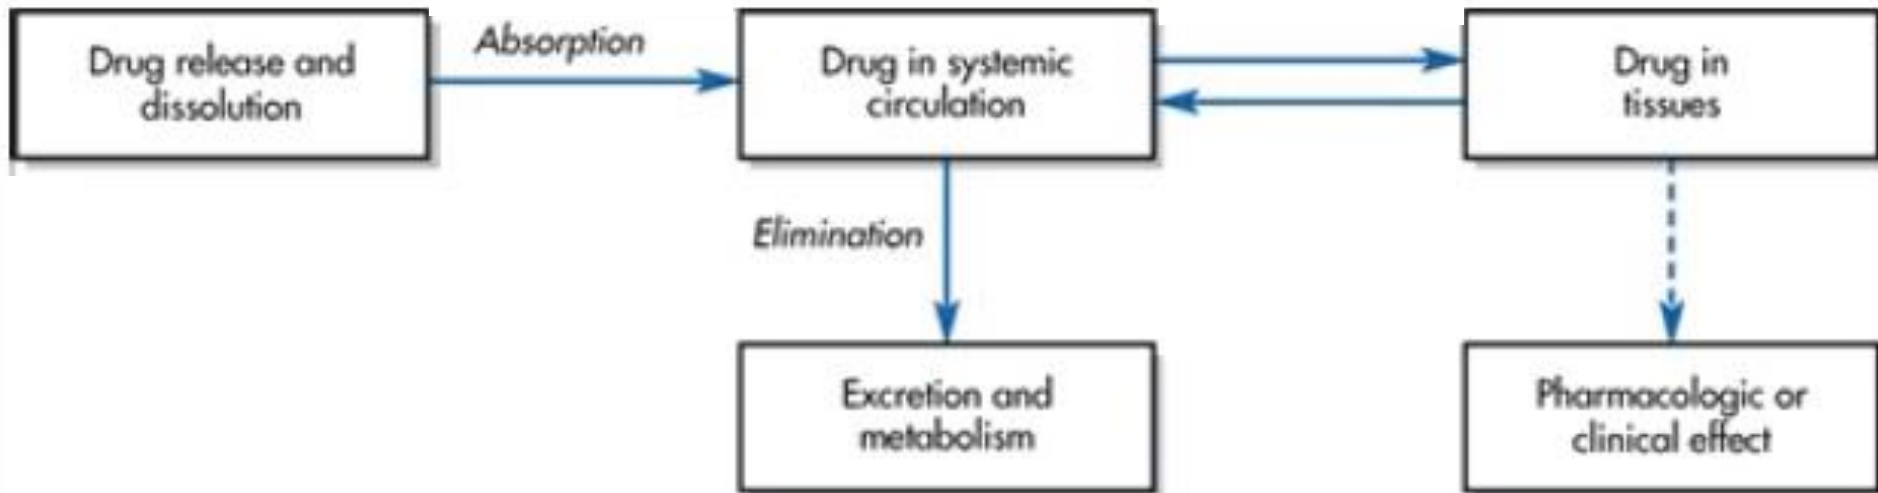 Drug release and
dissolution
Absorption
Drug in systemic
circulation
Drug in
tissues
Elimination
Excretion and
metabolism
Pharmacologic or
clinical effect